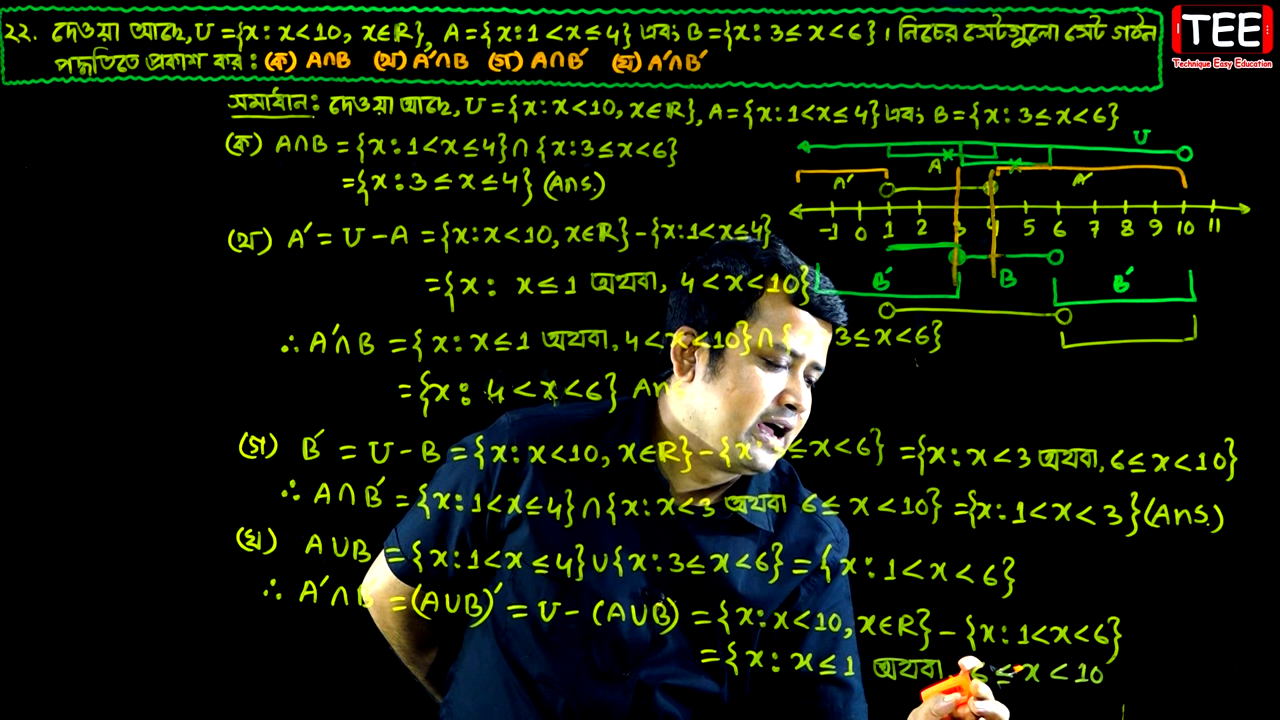 ২২. দেওয়া আছে, U = {x : x < 10, x ∈ ℝ}, A = {x : 1 < x ≤ 4} এবং B = {x : 3 ≤ x < 6} । নিচের সেটগুলো সেট গঠন
পদ্ধতিতে প্রকাশ কর : (ক) A∩B (খ) A′∩B (গ) A∩B′ (ঘ) A′∩B′
TEE
Technique Easy Education
সমাধান : দেওয়া আছে, U = {x : x < 10, x ∈ ℝ}, A = {x : 1 < x ≤ 4} এবং B = {x : 3 ≤ x < 6}
(ক) A∩B = {x : 1 < x ≤ 4} ∩ {x : 3 ≤ x < 6}
= {x : 3 ≤ x ≤ 4} (Ans.)
U
A
A′ A′
-1 0 1 2 3 4 5 6 7 8 9 10 11
B′ B B′
(খ) A′ = U - A = {x : x < 10, x ∈ ℝ} - {x : 1 < x ≤ 4}
= {x : x ≤ 1 অথবা, 4 < x < 10}
∴ A′∩B = {x : x ≤ 1 অথবা, 4 < x < 10} ∩ { 3 ≤ x < 6}
= {x : 4 < x < 6} An
(গ) B′ = U - B = {x : x < 10, x ∈ ℝ} - {x : ≤ x < 6} = {x : x < 3 অথবা, 6 ≤ x < 10}
∴ A∩B′ = {x : 1 < x ≤ 4} ∩ {x : x < 3 অথবা 6 ≤ x < 10} = {x : 1 < x < 3} (Ans.)
(ঘ) A∪B = {x : 1 < x ≤ 4} ∪ {x : 3 ≤ x < 6} = {x : 1 < x < 6}
∴ A′∩B′ = (A∪B)′ = U - (A∪B) = {x : x < 10, x ∈ ℝ} - {x : 1 < x < 6}
= {x : x ≤ 1 অথবা, 6 ≤ x < 10